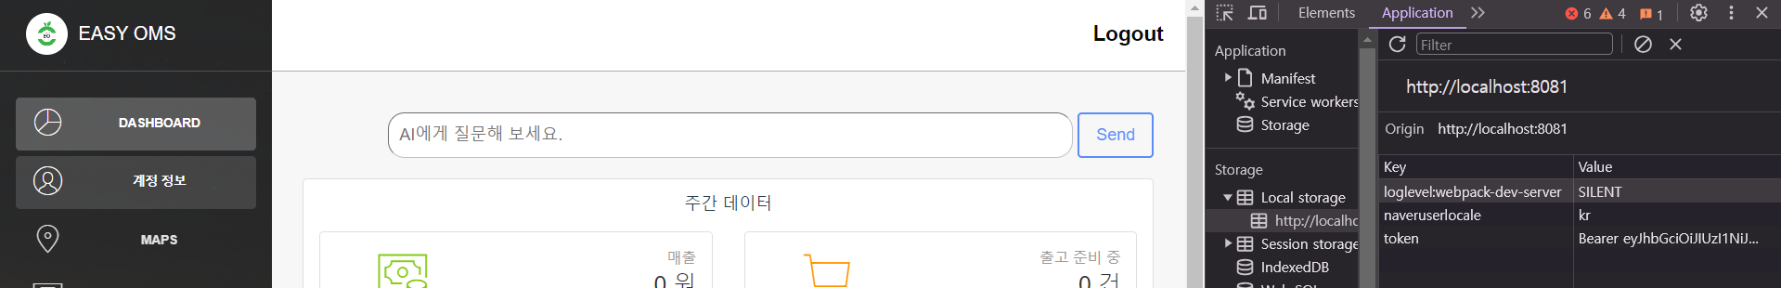 EASY OMS
DASHBOARD
계정 정보
MAPS
Logout
AI에게 질문해 보세요.
Send
주간 데이터
매출
0 원
출고 준비 중
0 건
Elements
Application
6
4
1
Application
Manifest
Service workers
Storage
Storage
Local storage
http://localhc
Session storage
IndexedDB
Filter
http://localhost:8081
Origin http://localhost:8081
Key Value
loglevel:webpack-dev-server SILENT
naveruserlocale kr
token Bearer eyJhbGciOiJIUzI1NiJ...